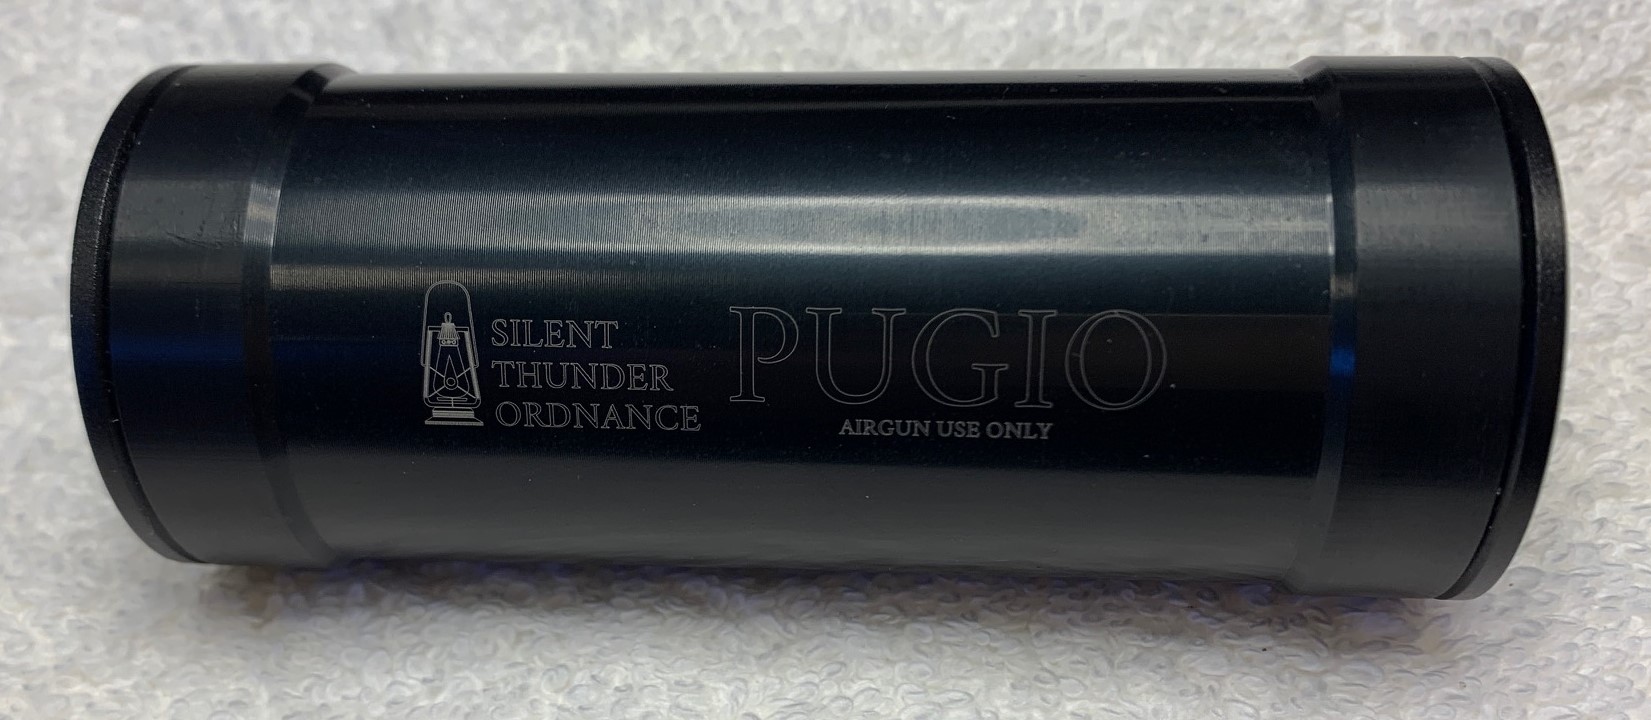 SILENT
THUNDER
ORDNANCE
PUGIO
AIRGUN USE ONLY